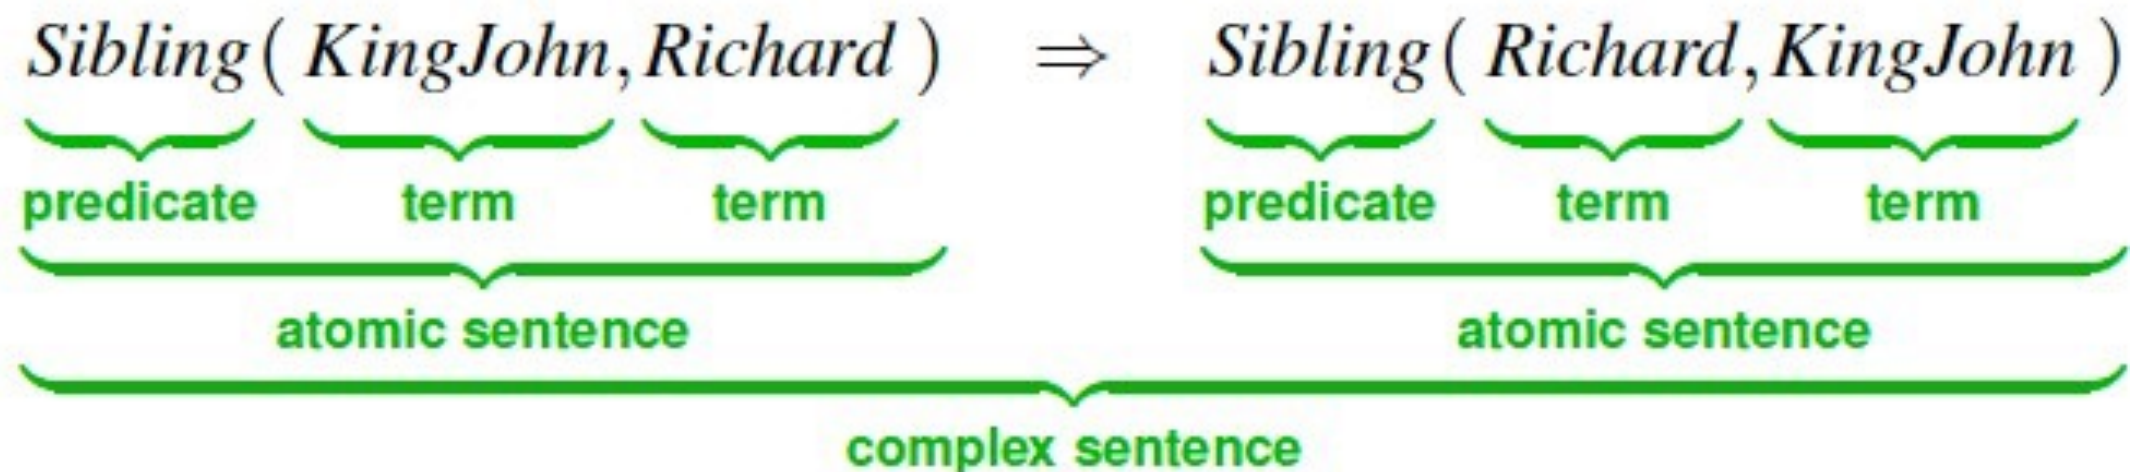 Sibling( KingJohn, Richard ) ⇒ Sibling( Richard, KingJohn )
predicate term term predicate term term
atomic sentence atomic sentence
complex sentence